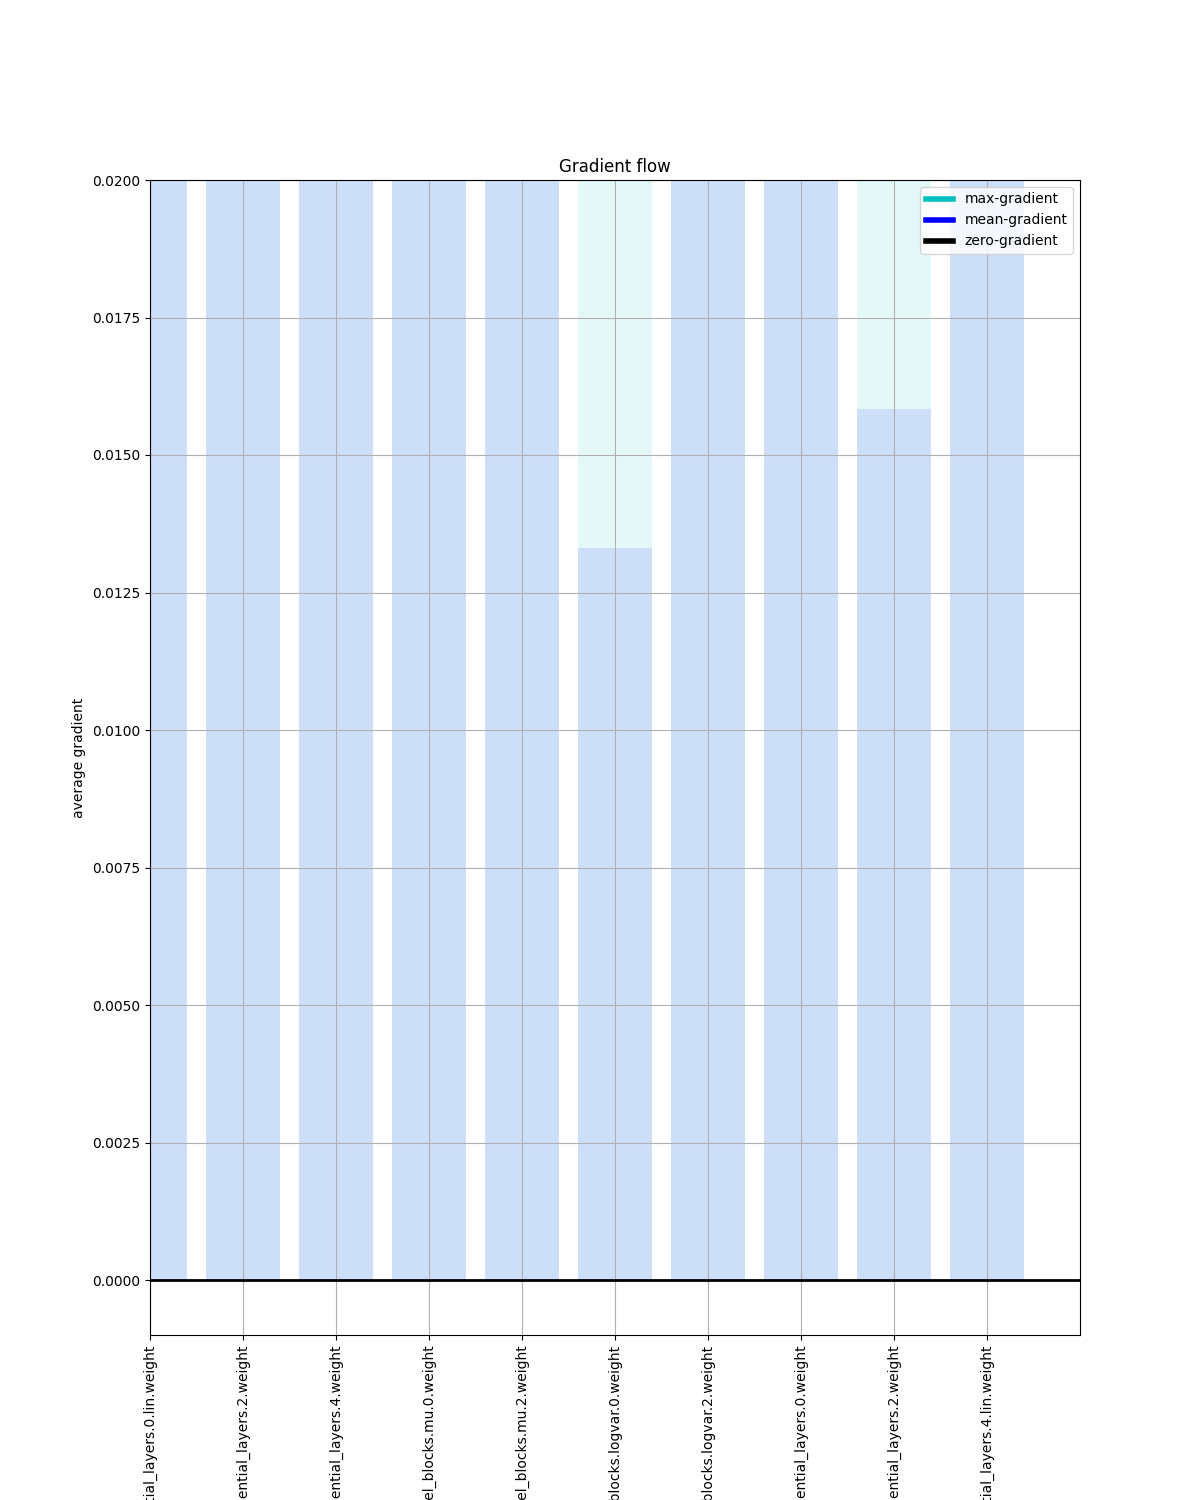 Gradient flow
max-gradient
mean-gradient
zero-gradient
0.0200
0.0175
0.0150
0.0125
0.0100
0.0075
0.0050
0.0025
0.0000
average gradient
tial_layers.0.lin.weight
ential_layers.2.weight
ential_layers.4.weight
el_blocks.mu.0.weight
el_blocks.mu.2.weight
blocks.logvar.0.weight
blocks.logvar.2.weight
ential_layers.0.weight
ential_layers.2.weight
tial_layers.4.lin.weight